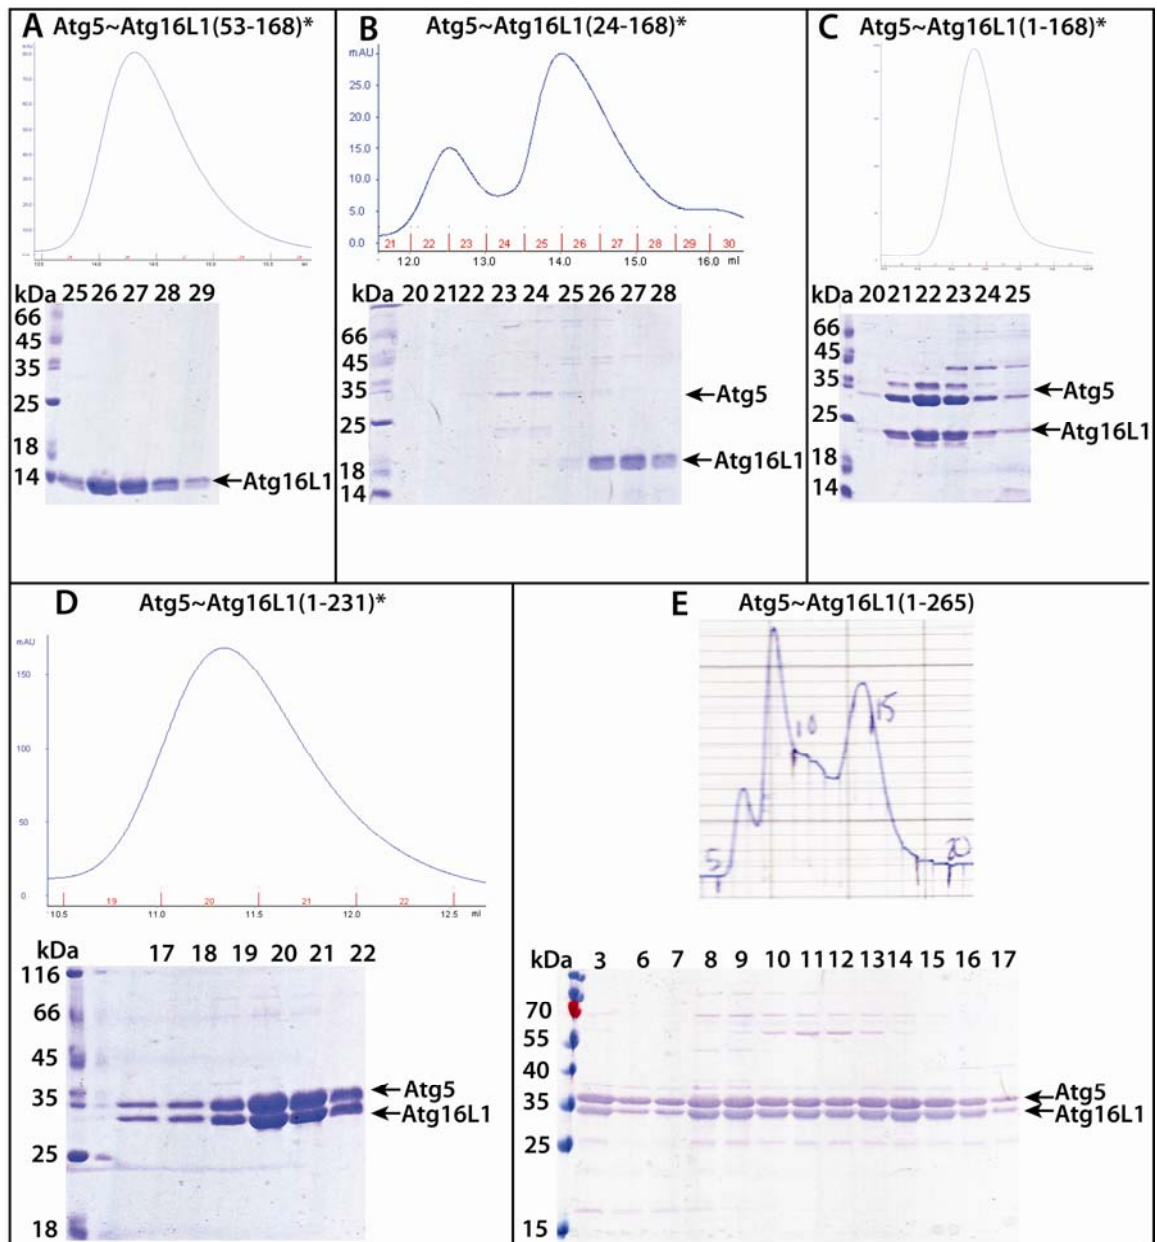 A Atg5~Atg16L1(53-168)*
kDa 25 26 27 28 29
66
45
35
25
18
14
Atg16L1
B Atg5~Atg16L1(24-168)*
mAU
25.0
20.0
15.0
10.0
5.0
0.0
21 22 23 24 25 26 27 28 29 30
12.0 13.0 14.0 15.0 16.0 ml
kDa 20 21 22 23 24 25 26 27 28
66
45
35
25
18
14
Atg5
Atg16L1
C Atg5~Atg16L1(1-168)*
kDa 20 21 22 23 24 25
66
45
35
25
18
14
Atg5
Atg16L1
D Atg5~Atg16L1(1-231)*
mAU
150
100
50
0
19 20 21 22
10.5 11.0 11.5 12.0 12.5 ml
kDa 17 18 19 20 21 22
116
66
45
35
25
18
Atg5
Atg16L1
E Atg5~Atg16L1(1-265)
5 10 15 20
kDa 3 6 7 8 9 10 11 12 13 14 15 16 17
70
55
40
35
25
15
Atg5
Atg16L1